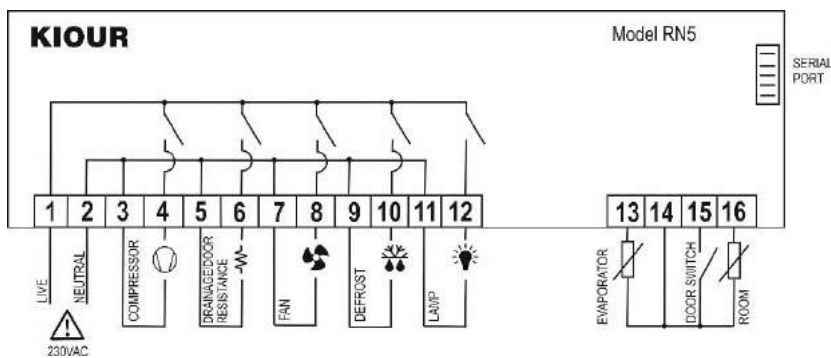 KIOUR
Model RN5
SERIAL
PORT
1 2 3 4 5 6 7 8 9 10 11 12
13 14 15 16
LIVE
NEUTRAL
COMPRESSOR
DRAINAGE/DOOR
RESISTANCE
FAN
DEFROST
LAMP
EVAPORATOR
DOOR SWITCH
ROOM
230VAC